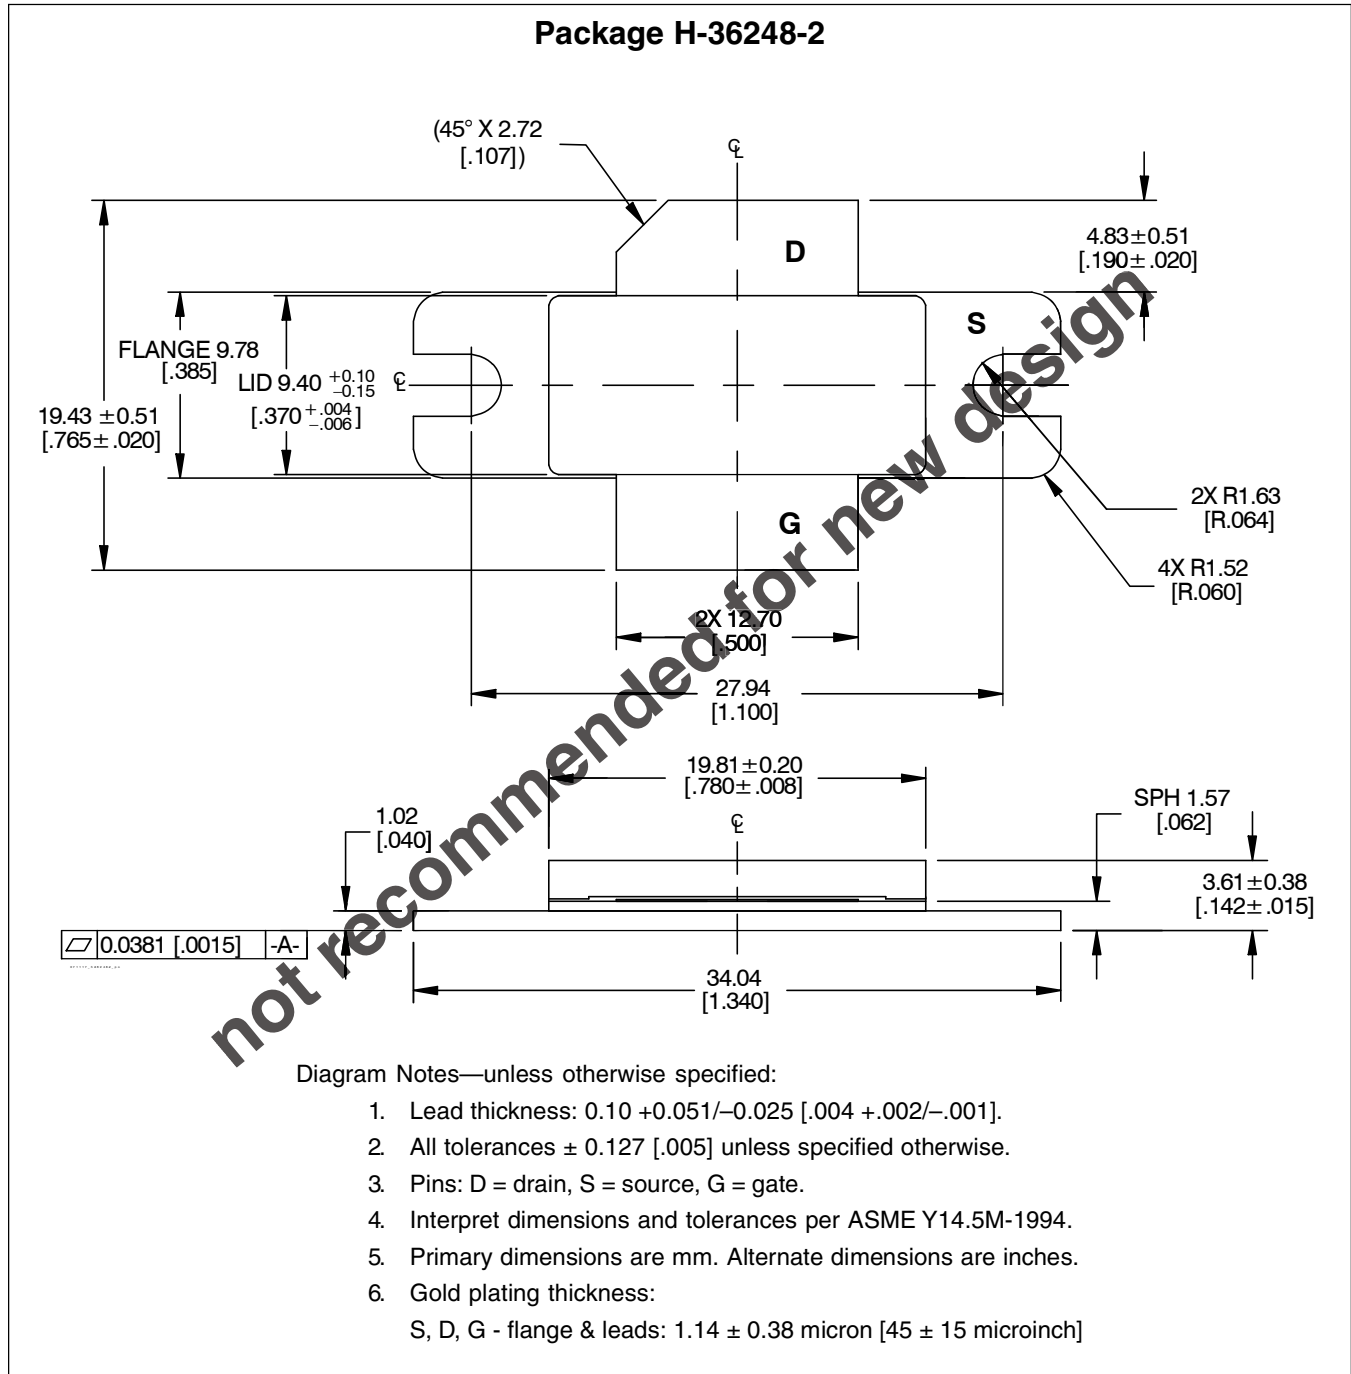 Package H-36248-2
(45° X 2.72
[.107])
CL
4.83±0.51
[.190±.020]
D
S
FLANGE 9.78
[.385]
LID 9.40 +0.10
–0.15
[.370 +.004
–.006]
CL
19.43 ±0.51
[.765±.020]
G
2X R1.63
[R.064]
4X R1.52
[R.060]
2X 12.70
[.500]
27.94
[1.100]
19.81±0.20
[.780±.008]
CL
1.02
[.040]
SPH 1.57
[.062]
3.61±0.38
[.142±.015]
0.0381 [.0015] -A-
34.04
[1.340]
not recommended for new design
Diagram Notes—unless otherwise specified:
1. Lead thickness: 0.10 +0.051/–0.025 [.004 +.002/–.001].
2. All tolerances ± 0.127 [.005] unless specified otherwise.
3. Pins: D = drain, S = source, G = gate.
4. Interpret dimensions and tolerances per ASME Y14.5M-1994.
5. Primary dimensions are mm. Alternate dimensions are inches.
6. Gold plating thickness:
S, D, G - flange & leads: 1.14 ± 0.38 micron [45 ± 15 microinch]